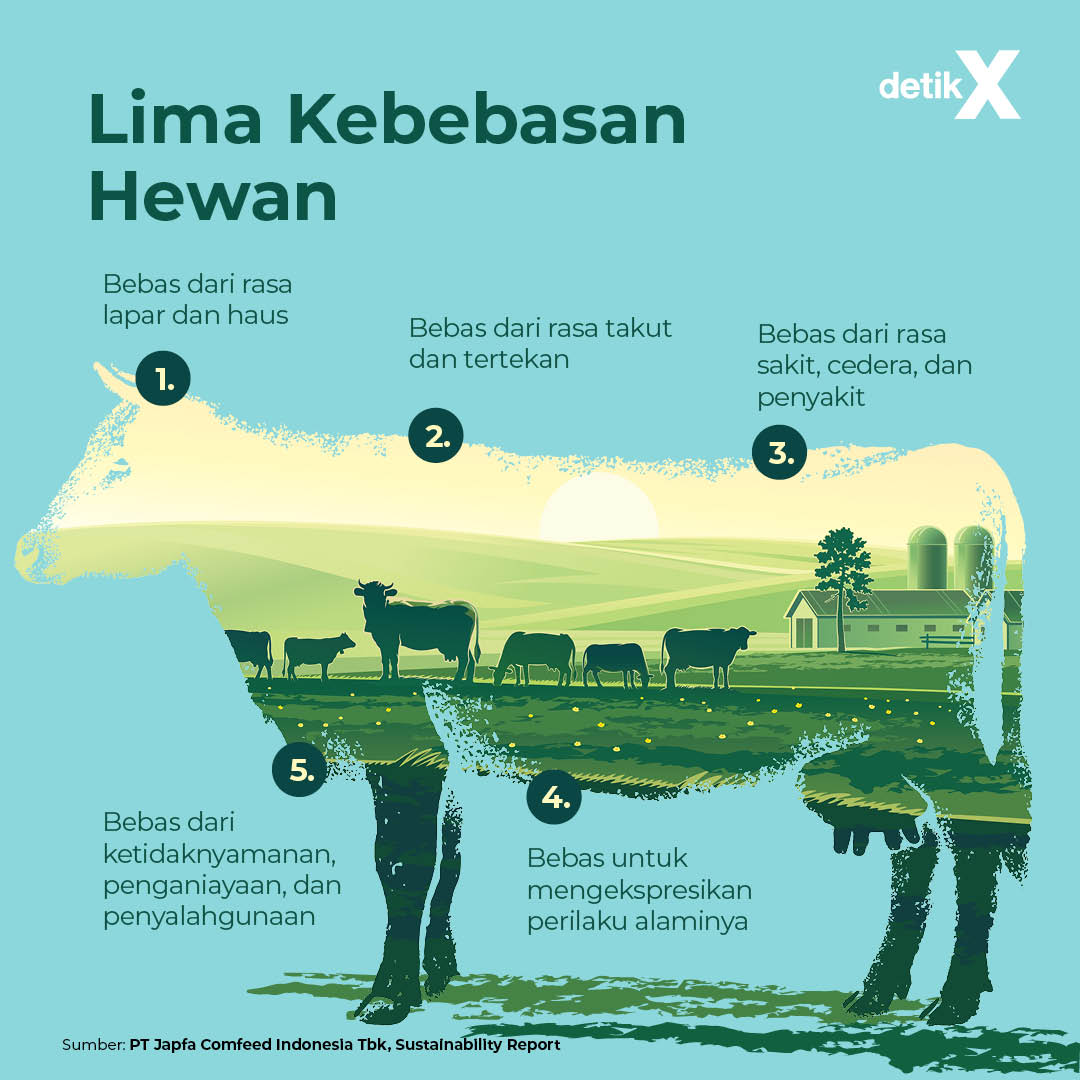 detikX
Lima Kebebasan
Hewan
Bebas dari rasa
lapar dan haus
1.
Bebas dari rasa takut
dan tertekan
2.
Bebas dari rasa
sakit, cedera, dan
penyakit
3.
4.
Bebas untuk
mengekspresikan
perilaku alaminya
5.
Bebas dari
ketidaknyamanan,
penganiayaan, dan
penyalahgunaan
Sumber: PT Japfa Comfeed Indonesia Tbk, Sustainability Report